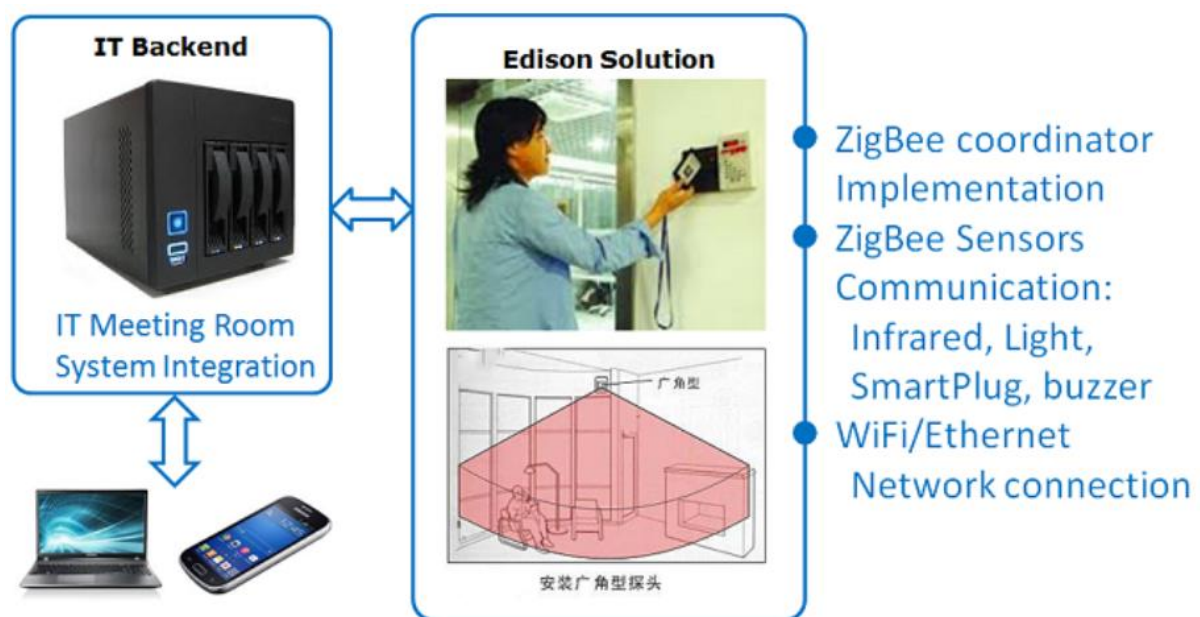 IT Backend
IT Meeting Room
System Integration
Edison Solution
广角型
安装广角型探头
ZigBee coordinator
Implementation
ZigBee Sensors
Communication:
Infrared, Light,
SmartPlug, buzzer
WiFi/Ethernet
Network connection